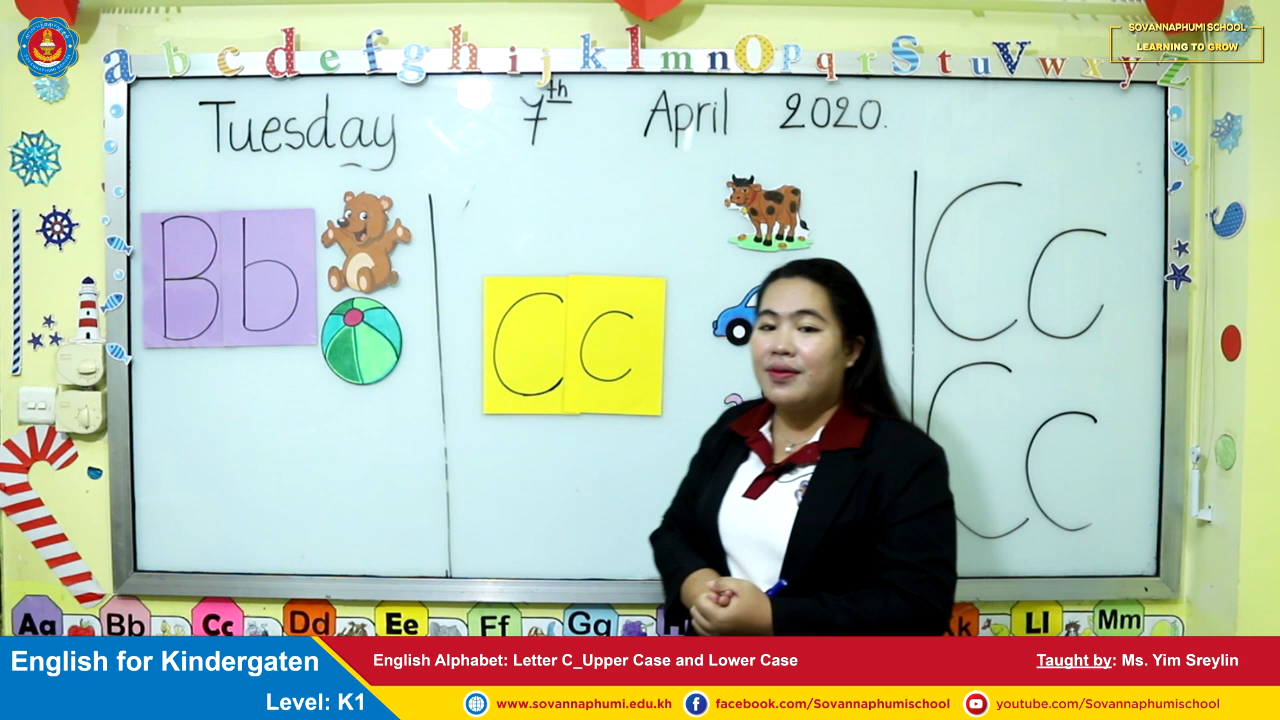 SOVANNAPHUMI SCHOOL
LEARNING TO GROW
a b c d e f g h i j k l m n o p q r s t u v w x y z
Tuesday 7th April 2020.
Bb
Cc
Cc
Cc
Aa Bb Cc Dd Ee Ff Gg H Kk Ll Mm
English for Kindergaten
Level: K1
English Alphabet: Letter C_Upper Case and Lower Case
Taught by: Ms. Yim Sreylin
www.sovannaphumi.edu.kh
facebook.com/Sovannaphumischool
youtube.com/Sovannaphumischool